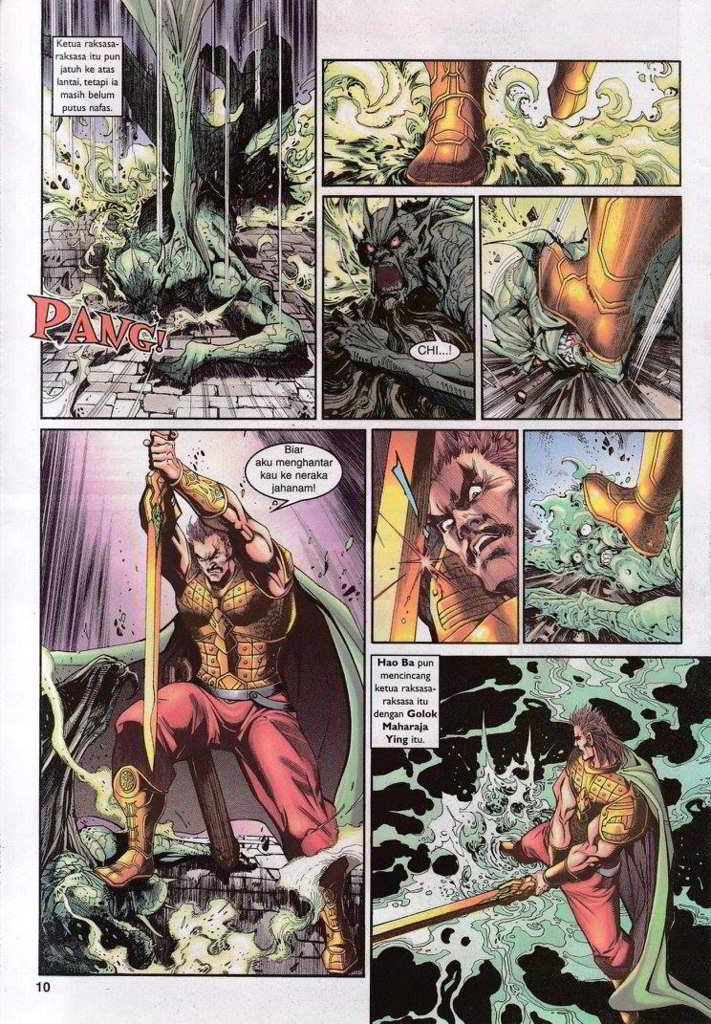 Ketua raksasa-
raksasa itu pun
jatuh ke atas
lantai, tetapi ia
masih belum
putus nafas.
PANG!
CHI...!
Biar
aku menghantar
kau ke neraka
jahanam!
Hao Ba pun
mencincang
ketua raksasa-
raksasa itu
dengan Golok
Maharaja
Ying itu.
10